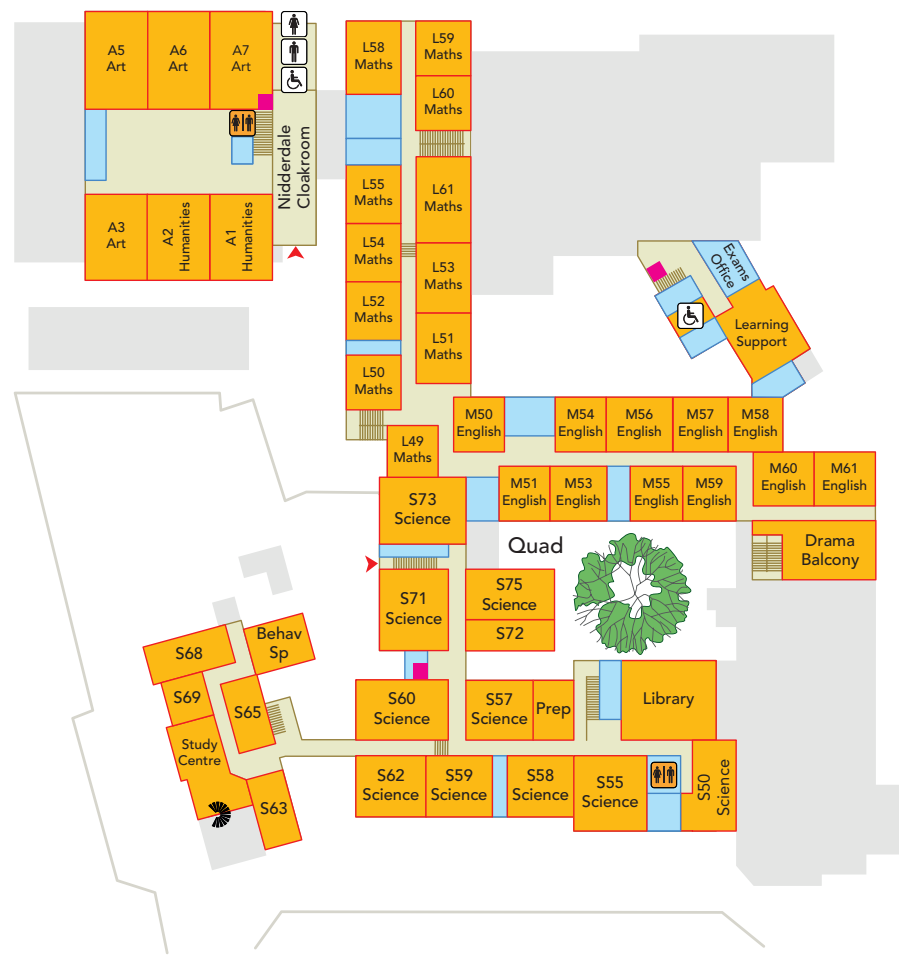 A5
Art
A6
Art
A7
Art
Nidderdale
Cloakroom
A3
Art
A2
Humanities
A1
Humanities
L58
Maths
L59
Maths
L60
Maths
L55
Maths
L61
Maths
L54
Maths
L53
Maths
L52
Maths
L51
Maths
L50
Maths
L49
Maths
Exams
Office
Learning
Support
M50
English
M54
English
M56
English
M57
English
M58
English
M51
English
M53
English
M55
English
M59
English
M60
English
M61
English
Drama
Balcony
S73
Science
Quad
S71
Science
S75
Science
S72
Behav
Sp
S68
S69
S65
Study
Centre
S63
S60
Science
S57
Science
Prep
Library
S62
Science
S59
Science
S58
Science
S55
Science
S50
Science